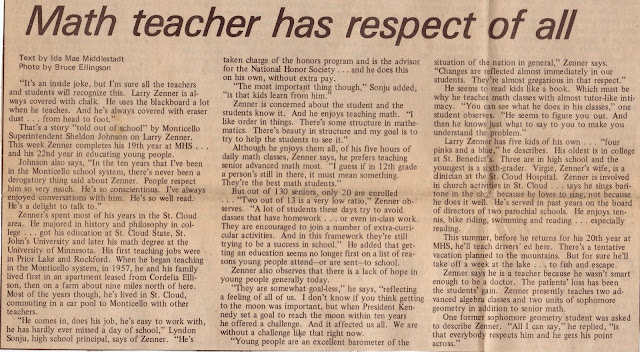 Math teacher has respect of all
Text by Ida Mae Middlestadt
Photo by Bruce Ellingson
"It's an inside joke, but I'm sure all the teachers
and students will recognize this. Larry Zenner is al-
ways covered with chalk. He uses the blackboard a lot
when he teaches. And he's always covered with eraser
dust . . . from head to foot."
That's a story "told out of school" by Monticello
Superintendent Sheldon Johnson on Larry Zenner.
This week Zenner completes his 19th year at MHS . . .
and his 22nd year in educating young people.
Johnson also says, "In the ten years that I've been
in the Monticello school system, there's never been a
derogatory thing said about Zenner. People respect
him so very much. He's so conscientious. I've always
enjoyed conversations with him. He's so well read.
He's a delight to talk to."
Zenner's spent most of his years in the St. Cloud
area. He majored in history and philosophy in col-
lege . . . got his education at St. Cloud State, St.
John's University and later his math degree at the
University of Minnesota. His first teaching jobs were
in Prior Lake and Rockford. When he began teaching
in the Monticello system, in 1957, he and his family
lived first in an apartment leased from Cordelia Elli-
son, then on a farm about nine miles north of here.
Most of the years though, he's lived in St. Cloud,
commuting in a car pool to Monticello with other
teachers.
"He comes in, does his job, he's easy to work with,
he has hardly ever missed a day of school," Lyndon
Sonju, high school principal, says of Zenner. "He's
taken charge of the honors program and is the advisor
for the National Honor Society . . . and he does this
on his own, without extra pay.
"The most important thing though," Sonju added,
"is that kids learn from him."
Zenner is concerned about the student and the
students know it. And he enjoys teaching math. "I
like order in things. There's some structure in mathe-
matics. There's beauty in structure and my goal is to
try to help the students to see it."
Although he enjoys them all, of his five hours of
daily math classes, Zenner says, he prefers teaching
senior advanced math most. "I guess if in 12th grade
a person's still in there, it must mean something.
They're the best math students."
But out of 130 seniors, only 20 are enrolled
. . . "Two out of 13 is a very low ratio," Zenner ob-
serves. "A lot of students these days try to avoid
classes that have homework . . . or even in-class work.
They are encouraged to join a number of extra-curri-
cular activities. And in this framework they're still
trying to be a success in school." He added that get-
ting an education seems no longer first on a list of rea-
sons young people attend—or are sent—to school.
Zenner also observes that there is a lack of hope in
young people generally today.
"They are somewhat goal-less," he says, "reflecting
a feeling of all of us. I don't know if you think getting
to the moon was important, but when President Ken-
nedy set a goal to reach the moon within ten years
he offered a challenge. And it affected us all. We are
without a challenge like that right now.
"Young people are an excellent barometer of the
situation of the nation in general," Zenner says.
"Changes are reflected almost immediately in our
students. They're almost gregarious in that respect."
He seems to read kids like a book. Which must be
why he teaches math classes with almost tutor-like inti-
macy. "You can see what he does in his classes," one
student observes. "He seems to figure you out. And
then he knows just what to say to you to make you
understand the problem."
Larry Zenner has five kids of his own . . . "four
pinks and a blue," he describes. His oldest is in college
at St. Benedict's. Three are in high school and the
youngest is a sixth-grader. Virgie, Zenner's wife, is a
dietician at the St. Cloud Hospital. Zenner is involved
in church activities in St. Cloud . . . says he sings bari-
tone in the choir because he loves to sing, not because
he does it well. He's served in past years on the board
of directors of two parochial schools. He enjoys ten-
nis, bike riding, swimming and reading . . . especially
reading.
This summer, before he returns for his 20th year at
MHS, he'll teach drivers' ed here. There's a tentative
vacation planned to the mountains. But for sure he'll
take off a week at the lake . . . to fish and escape.
Zenner says he is a teacher because he wasn't smart
enough to be a doctor. The patients' loss has been the
students' gain. Zenner presently teaches two ad-
vanced algebra classes and two units of sophomore
geometry in addition to senior math.
One former sophomore geometry student was asked
to describe Zenner. "All I can say," he replied, "is
that everybody respects him and he gets his point
across."